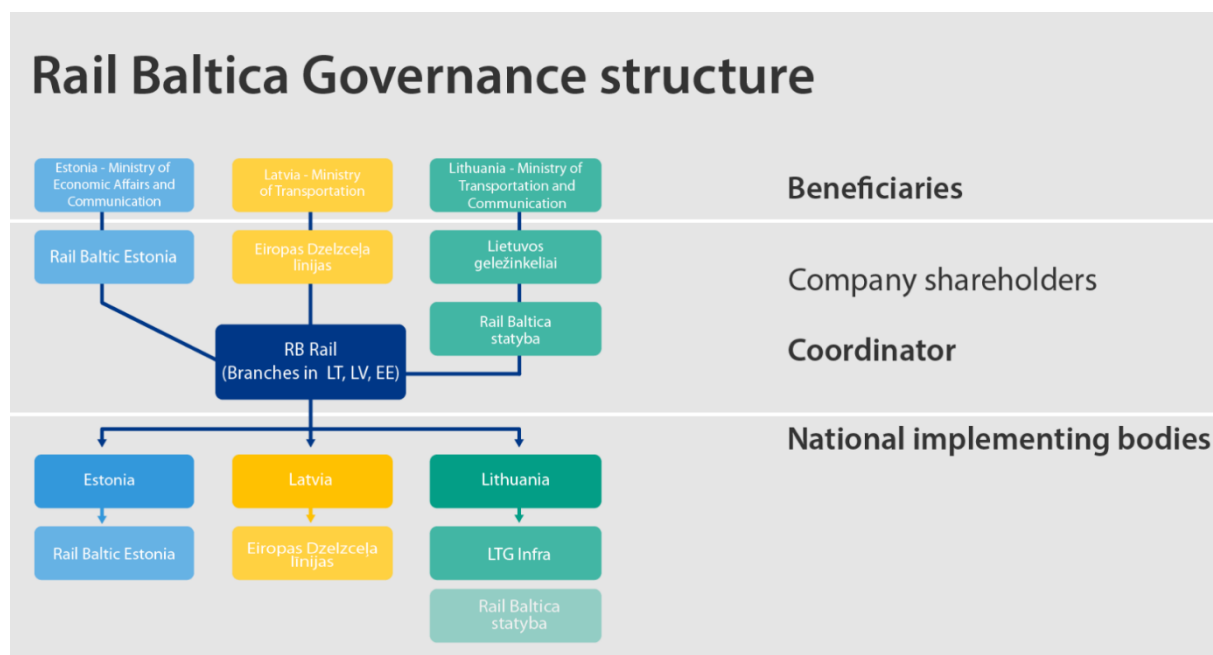 Rail Baltica Governance structure
Estonia - Ministry of
Economic Affairs and
Communication
Latvia - Ministry
of Transportation
Lithuania - Ministry of
Transportation and
Communication
Beneficiaries
Rail Baltic Estonia
Eiropas Dzelzceļa
līnijas
Lietuvos
geležinkeliai
Company shareholders
Rail Baltica
statyba
RB Rail
(Branches in LT, LV, EE)
Coordinator
National implementing bodies
Estonia
Latvia
Lithuania
Rail Baltic Estonia
Eiropas Dzelzceļa
līnijas
LTG Infra
Rail Baltica
statyba